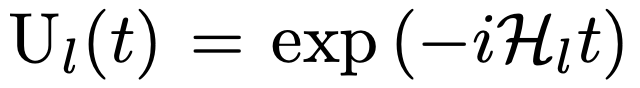 U_l(t) = exp(−iℋ_l t)